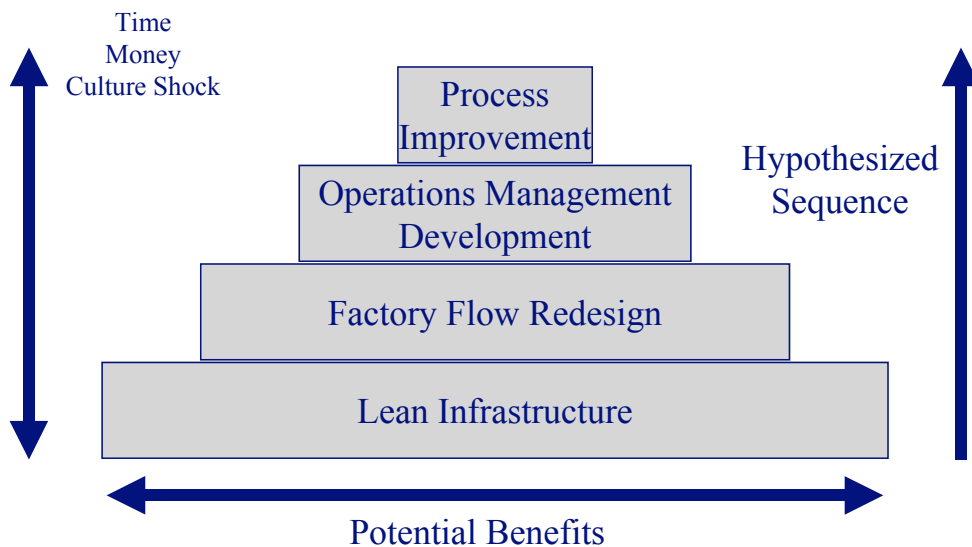 Time
Money
Culture Shock
Process
Improvement
Hypothesized
Sequence
Operations Management
Development
Factory Flow Redesign
Lean Infrastructure
Potential Benefits